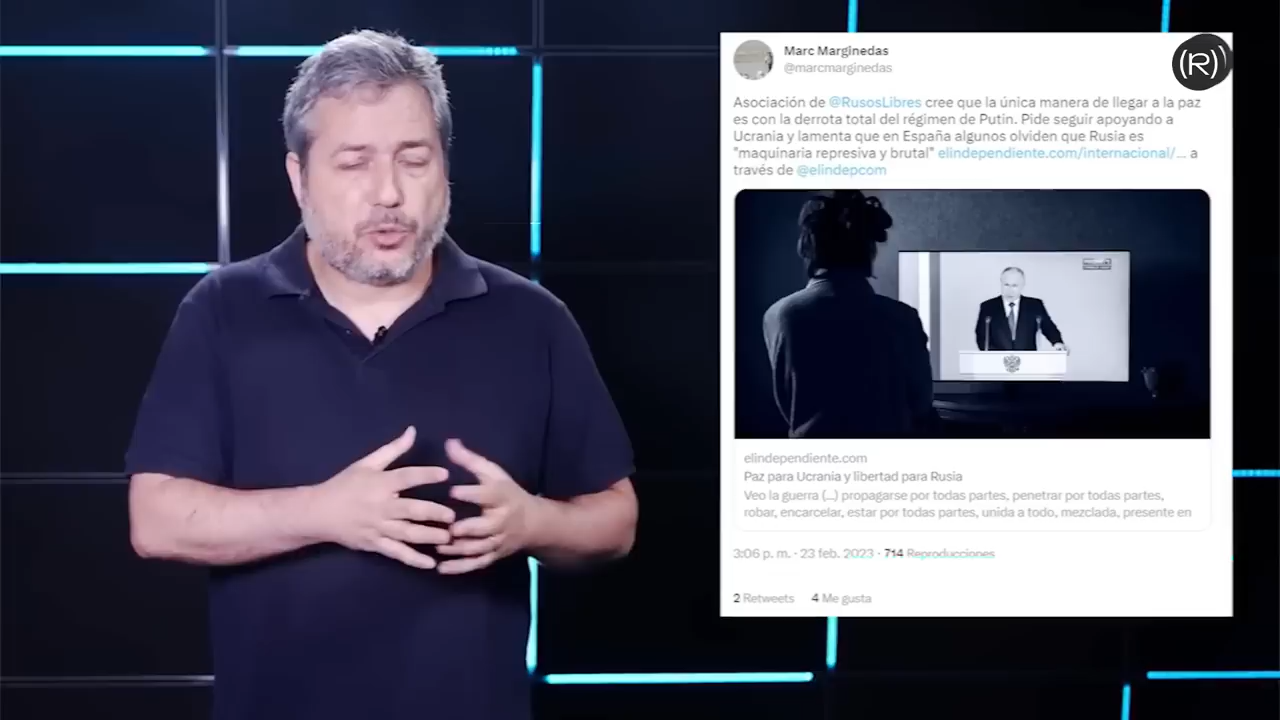 Marc Marginedas
@marcmarginedas
(R)
Asociación de @RusosLibres cree que la única manera de llegar a la paz
es con la derrota total del régimen de Putin. Pide seguir apoyando a
Ucrania y lamenta que en España algunos olviden que Rusia es
"maquinaria represiva y brutal" elindependiente.com/internacional/... a
través de @elindepcom
elindependiente.com
Paz para Ucrania y libertad para Rusia
Veo la guerra (...) propagarse por todas partes, penetrar por todas partes,
robar, encarcelar, estar por todas partes, unida a todo, mezclada, presente en
3:06 p. m. · 23 feb. 2023 · 714 Reproducciones
2 Retweets 4 Me gusta